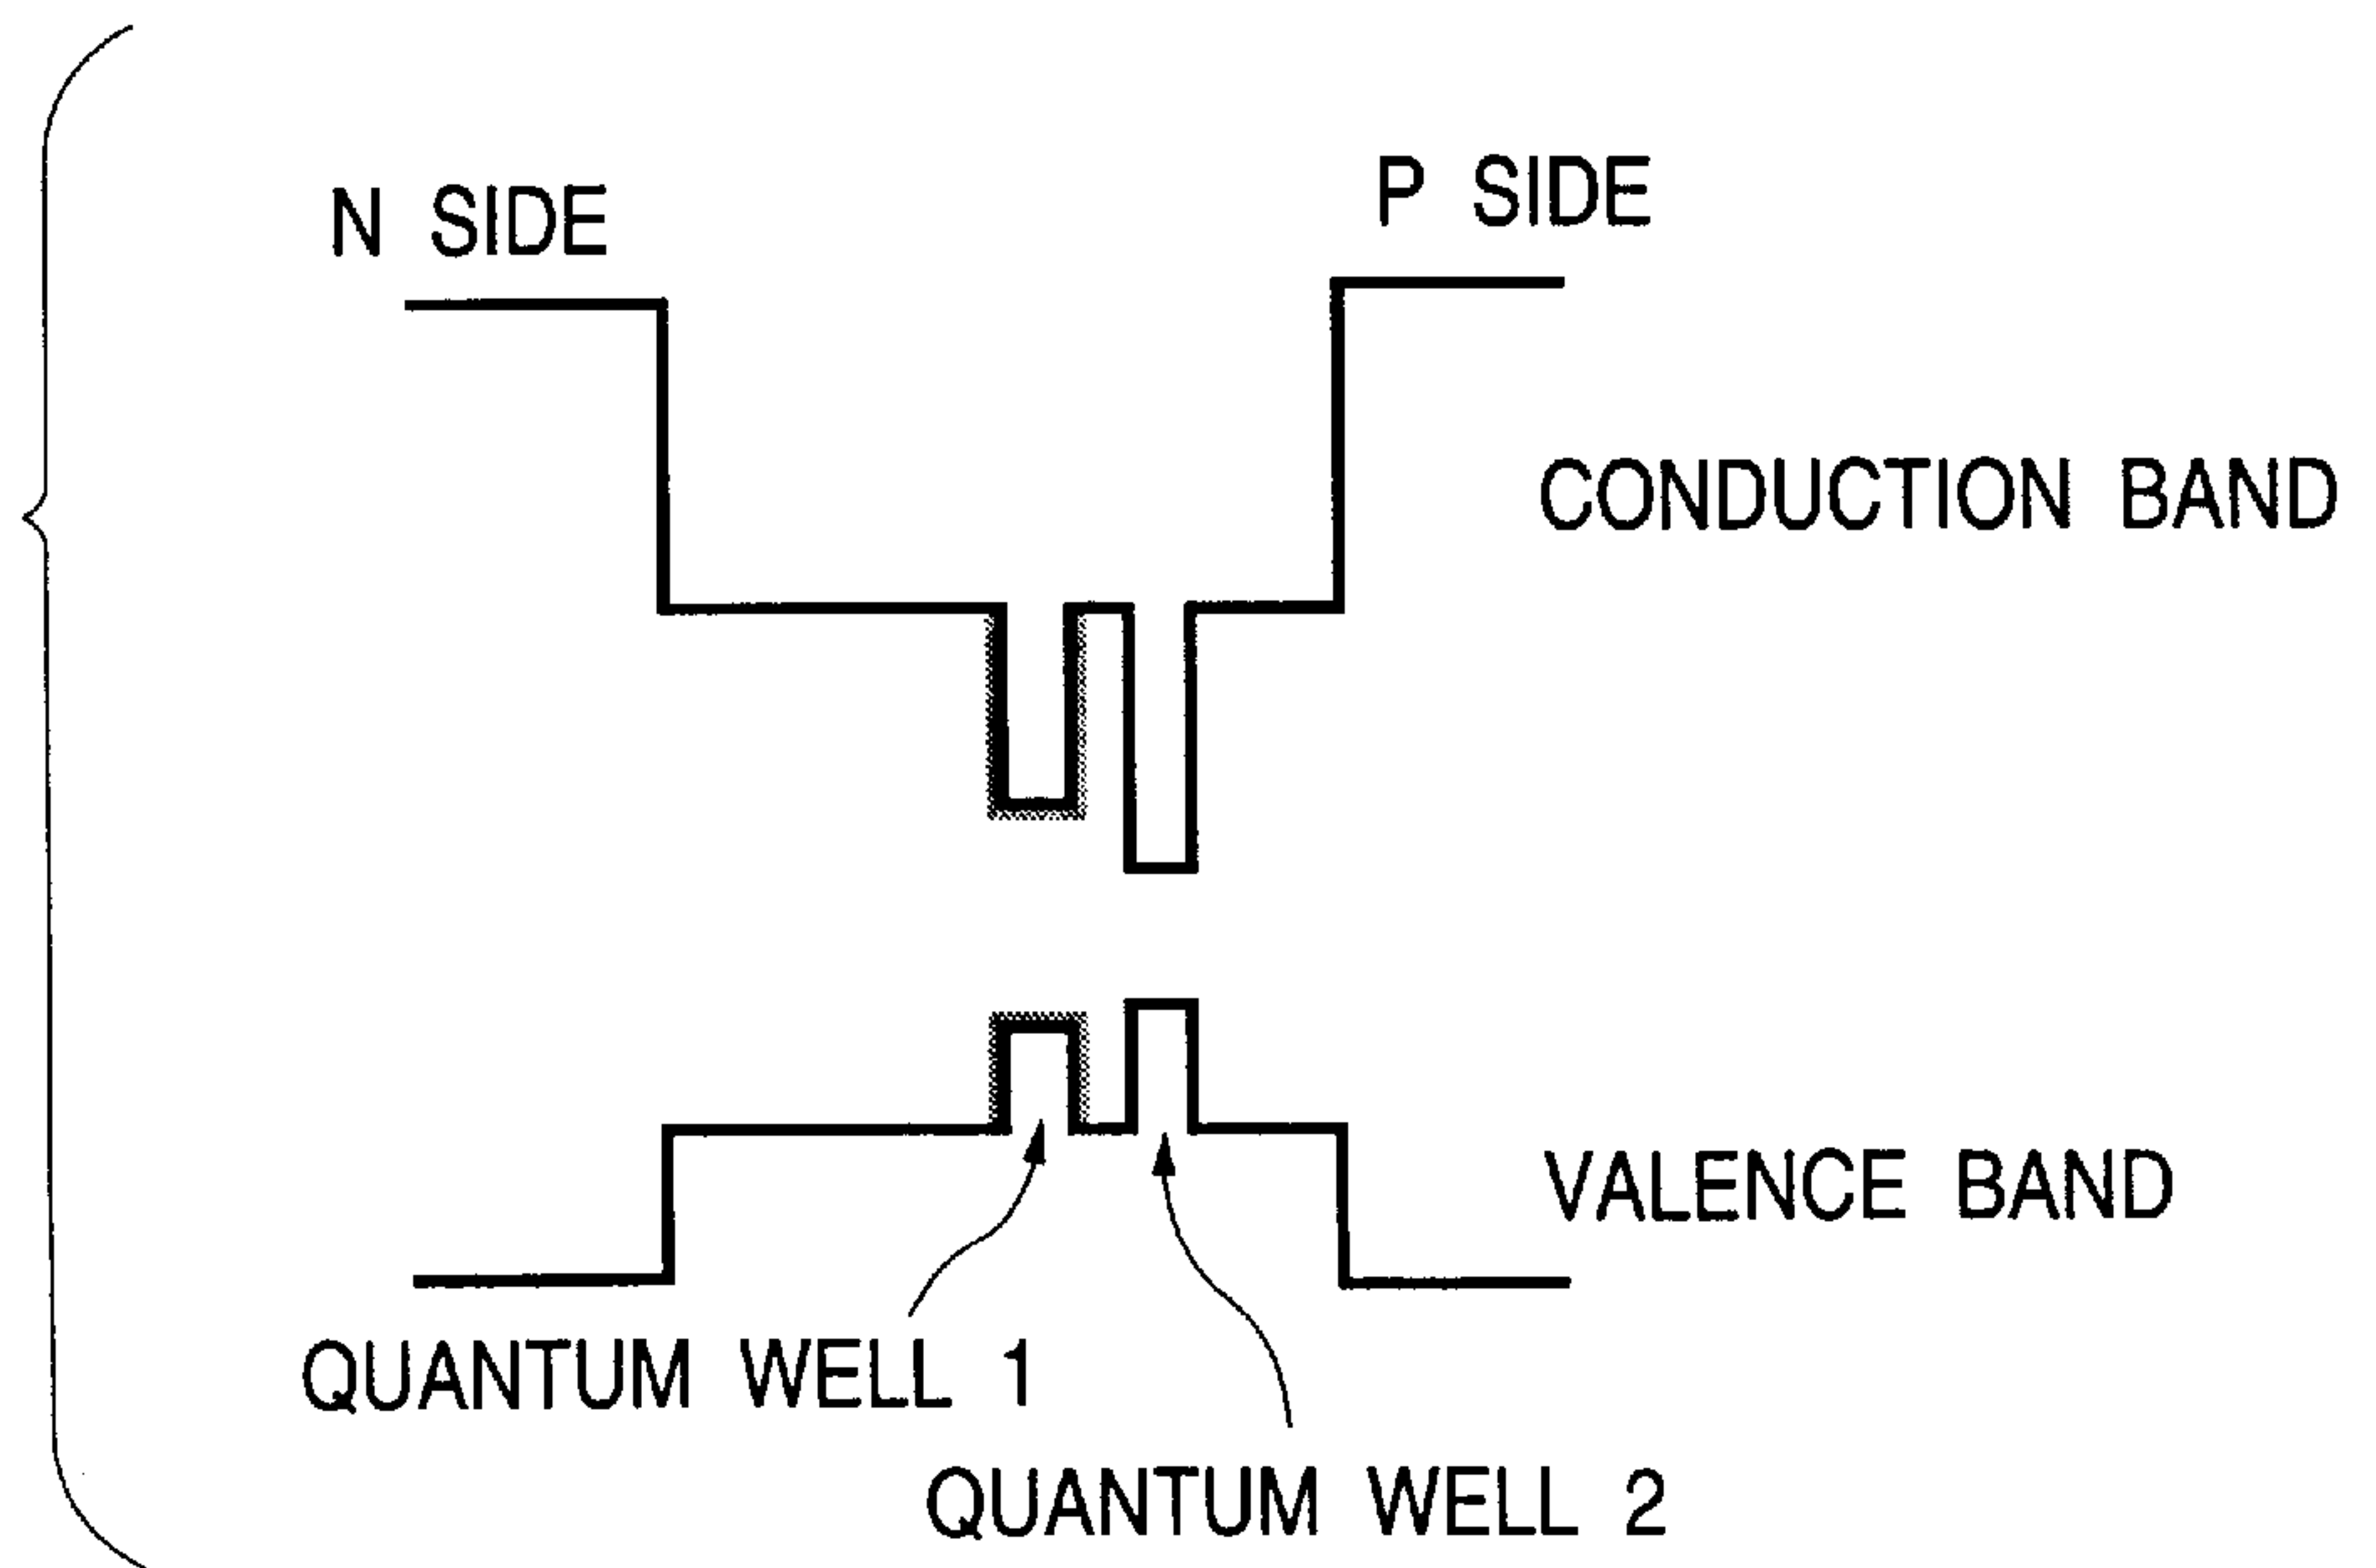 N SIDE
P SIDE
CONDUCTION BAND
VALENCE BAND
QUANTUM WELL 1
QUANTUM WELL 2